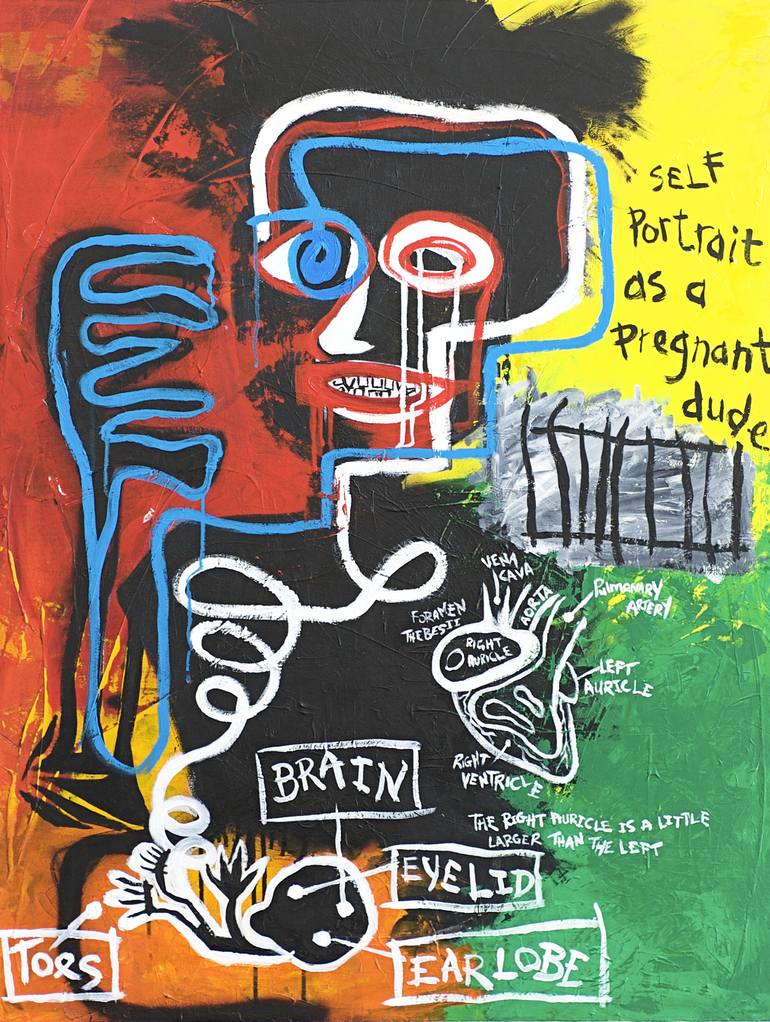 SELF
Portrait
as a
Pregnant
dude
VENA
CAVA
AORTA
PULMONARY
ARTERY
FORAMEN
THEBESII
RIGHT
AURICLE
LEFT
AURICLE
RIGHT
VENTRICLE
THE RIGHT AURICLE IS A LITTLE
LARGER THAN THE LEFT
BRAIN
EYELID
EARLOBE
Toes